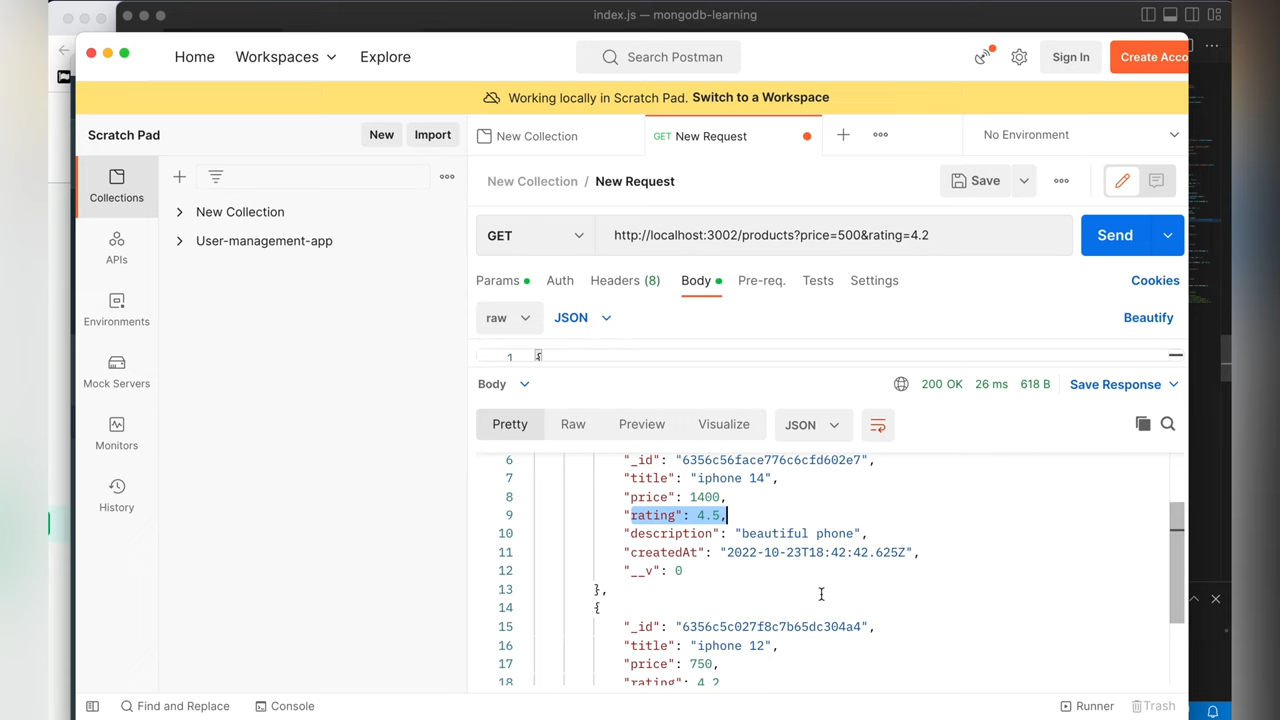 index.js — mongodb-learning
Home Workspaces Explore Search Postman Sign In Create Acco
Working locally in Scratch Pad. Switch to a Workspace
Scratch Pad New Import New Collection GET New Request No Environment
New Collection / New Request Save
Collections
New Collection
User-management-app
APIs
Environments
Mock Servers
Monitors
History
GET http://localhost:3002/products?price=500&rating=4.2 Send
Params Auth Headers (8) Body Pre-req. Tests Settings Cookies
raw JSON Beautify
1 {
Body 200 OK 26 ms 618 B Save Response
Pretty Raw Preview Visualize JSON
6 "_id": "6356c56face776c6cfd602e7",
7 "title": "iphone 14",
8 "price": 1400,
9 "rating": 4.5,
10 "description": "beautiful phone",
11 "createdAt": "2022-10-23T18:42:42.625Z",
12 "__v": 0
13 },
14 {
15 "_id": "6356c5c027f8c7b65dc304a4",
16 "title": "iphone 12",
17 "price": 750,
18 "rating": 4.2
Find and Replace Console Runner Trash